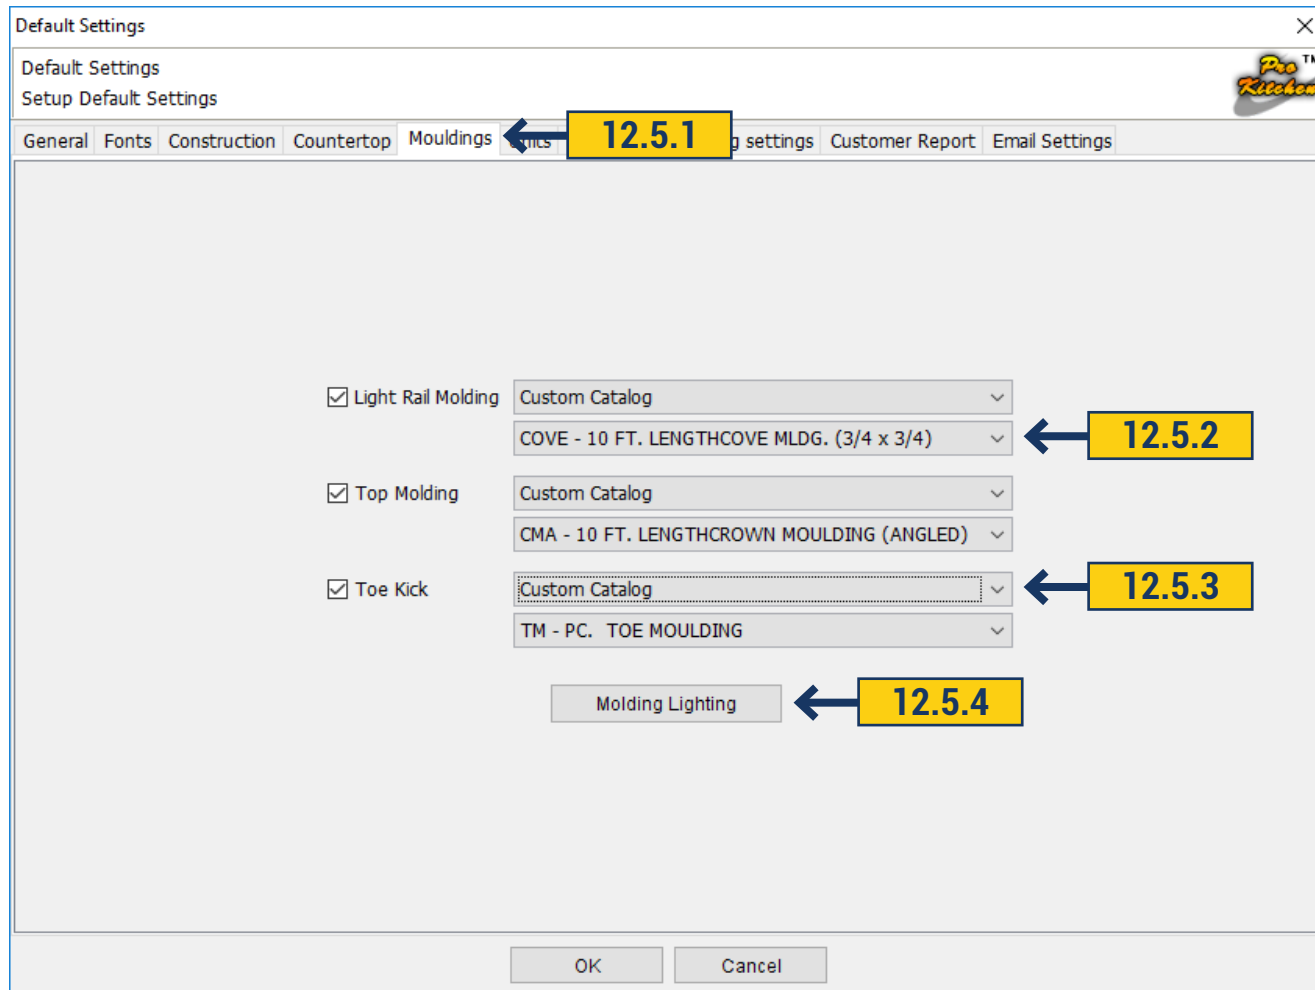 Default Settings
Default Settings
Setup Default Settings
Pro TM
Kitchen
General Fonts Construction Countertop Mouldings 12.5.1 settings Customer Report Email Settings
Light Rail Molding Custom Catalog
COVE - 10 FT. LENGTHCOVE MLDG. (3/4 x 3/4) 12.5.2
Top Molding Custom Catalog
CMA - 10 FT. LENGTHCROWN MOULDING (ANGLED)
Toe Kick Custom Catalog 12.5.3
TM - PC. TOE MOULDING
Molding Lighting 12.5.4
OK Cancel